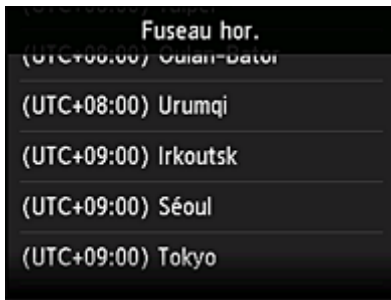 Fuseau hor.
(UTC+08:00) Oulan-Bator
(UTC+08:00) Urumqi
(UTC+09:00) Irkoutsk
(UTC+09:00) Séoul
(UTC+09:00) Tokyo